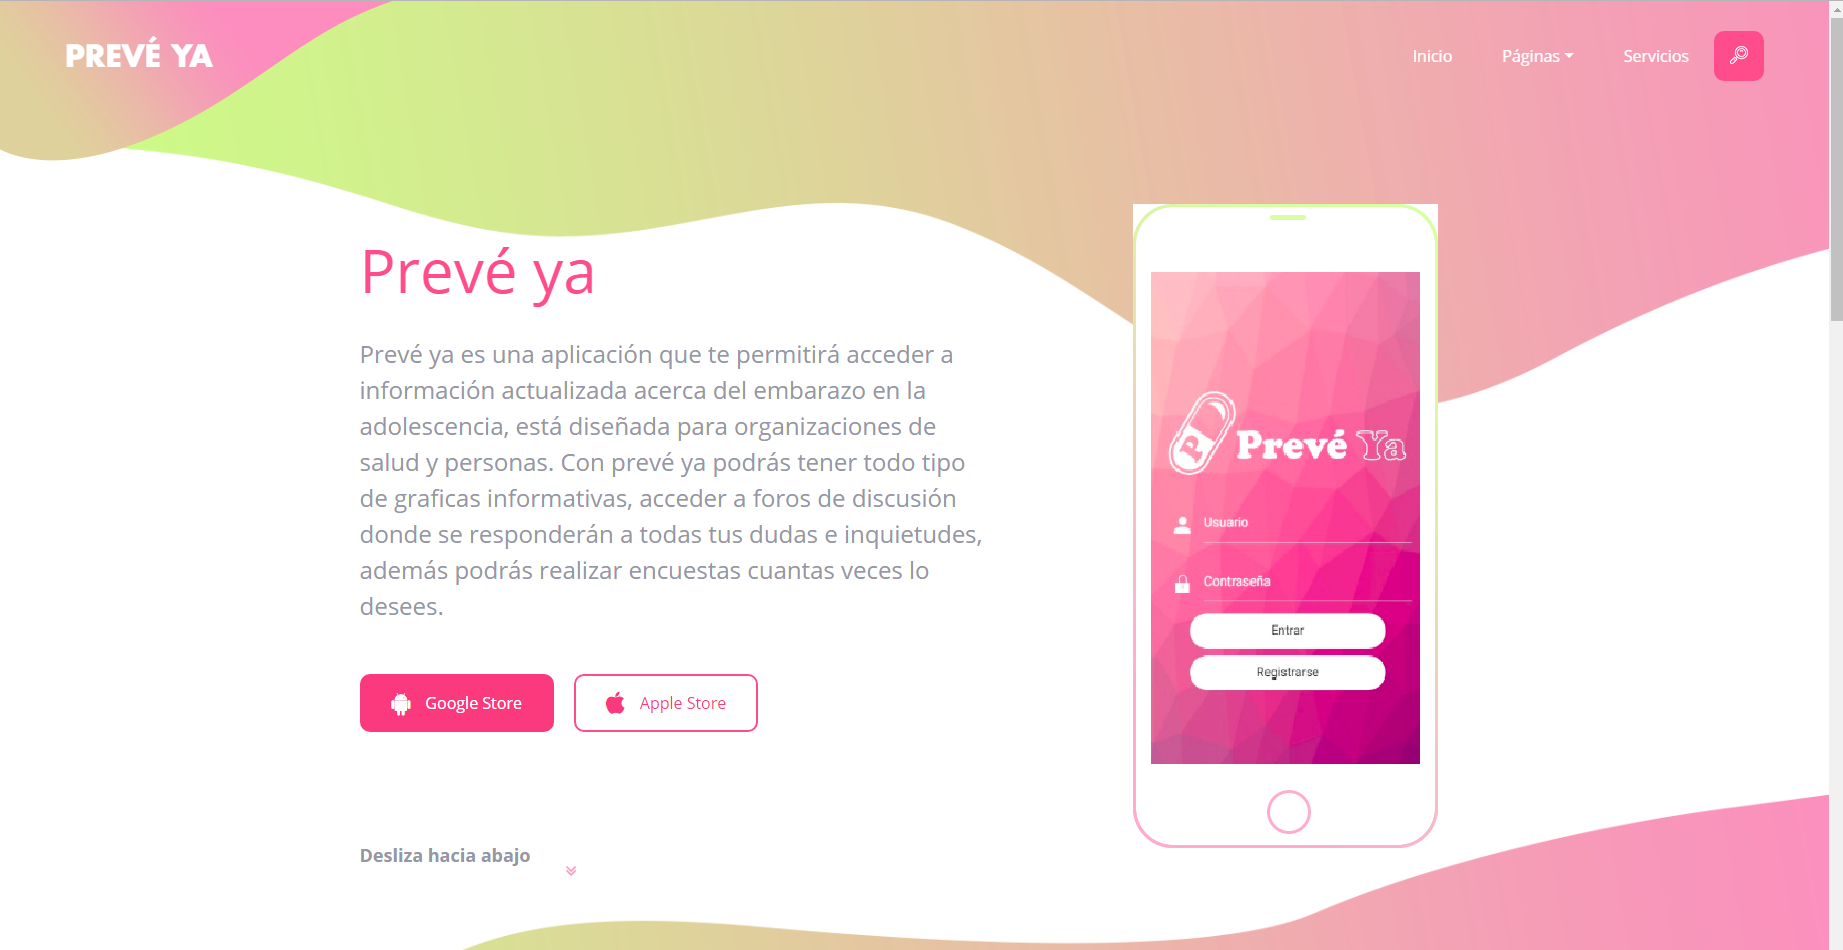 PREVÉ YA
Inicio
Páginas
Servicios
Prevé ya
Prevé ya es una aplicación que te permitirá acceder a
información actualizada acerca del embarazo en la
adolescencia, está diseñada para organizaciones de
salud y personas. Con prevé ya podrás tener todo tipo
de graficas informativas, acceder a foros de discusión
donde se responderán a todas tus dudas e inquietudes,
además podrás realizar encuestas cuantas veces lo
desees.
Google Store
Apple Store
Desliza hacia abajo
P
Prevé Ya
Usuario
Contraseña
Entrar
Registrarse